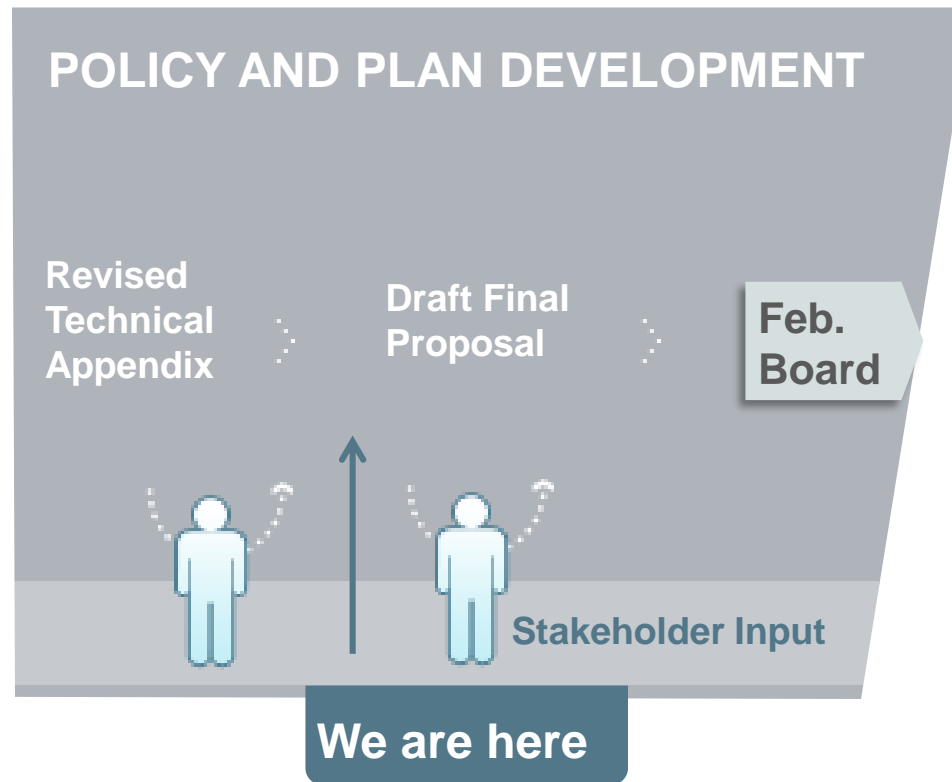 POLICY AND PLAN DEVELOPMENT
Revised
Technical
Appendix
Draft Final
Proposal
Feb.
Board
Stakeholder Input
We are here